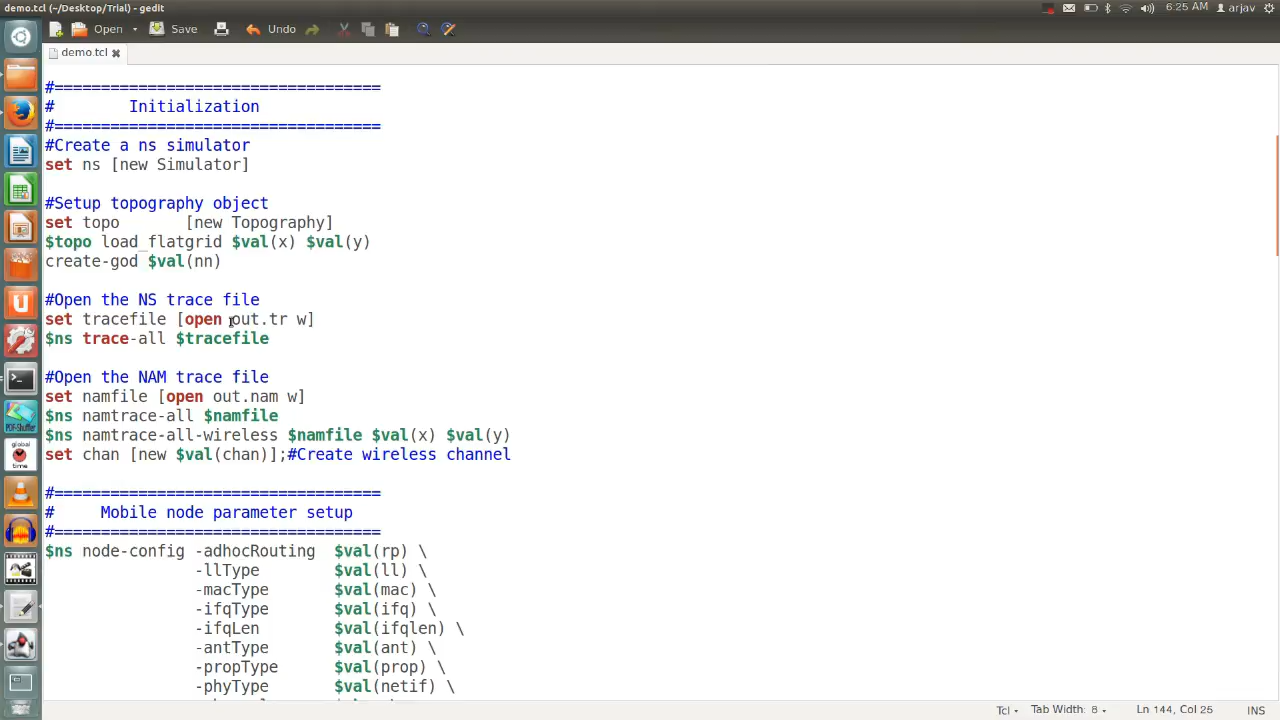 demo.tcl (~/Desktop/Trial) - gedit
6:25 AM arjav
Open Save Undo
demo.tcl
#===================================
#        Initialization
#===================================
#Create a ns simulator
set ns [new Simulator]
#Setup topography object
set topo       [new Topography]
$topo load_flatgrid $val(x) $val(y)
create-god $val(nn)
#Open the NS trace file
set tracefile [open out.tr w]
$ns trace-all $tracefile
#Open the NAM trace file
set namfile [open out.nam w]
$ns namtrace-all $namfile
$ns namtrace-all-wireless $namfile $val(x) $val(y)
set chan [new $val(chan)];#Create wireless channel
#===================================
#     Mobile node parameter setup
#===================================
$ns node-config -adhocRouting  $val(rp) \
-llType        $val(ll) \
-macType       $val(mac) \
-ifqType       $val(ifq) \
-ifqLen        $val(ifqlen) \
-antType       $val(ant) \
-propType      $val(prop) \
-phyType       $val(netif) \
PDF-Shuffler
global
time
Tcl Tab Width: 8 Ln 144, Col 25 INS